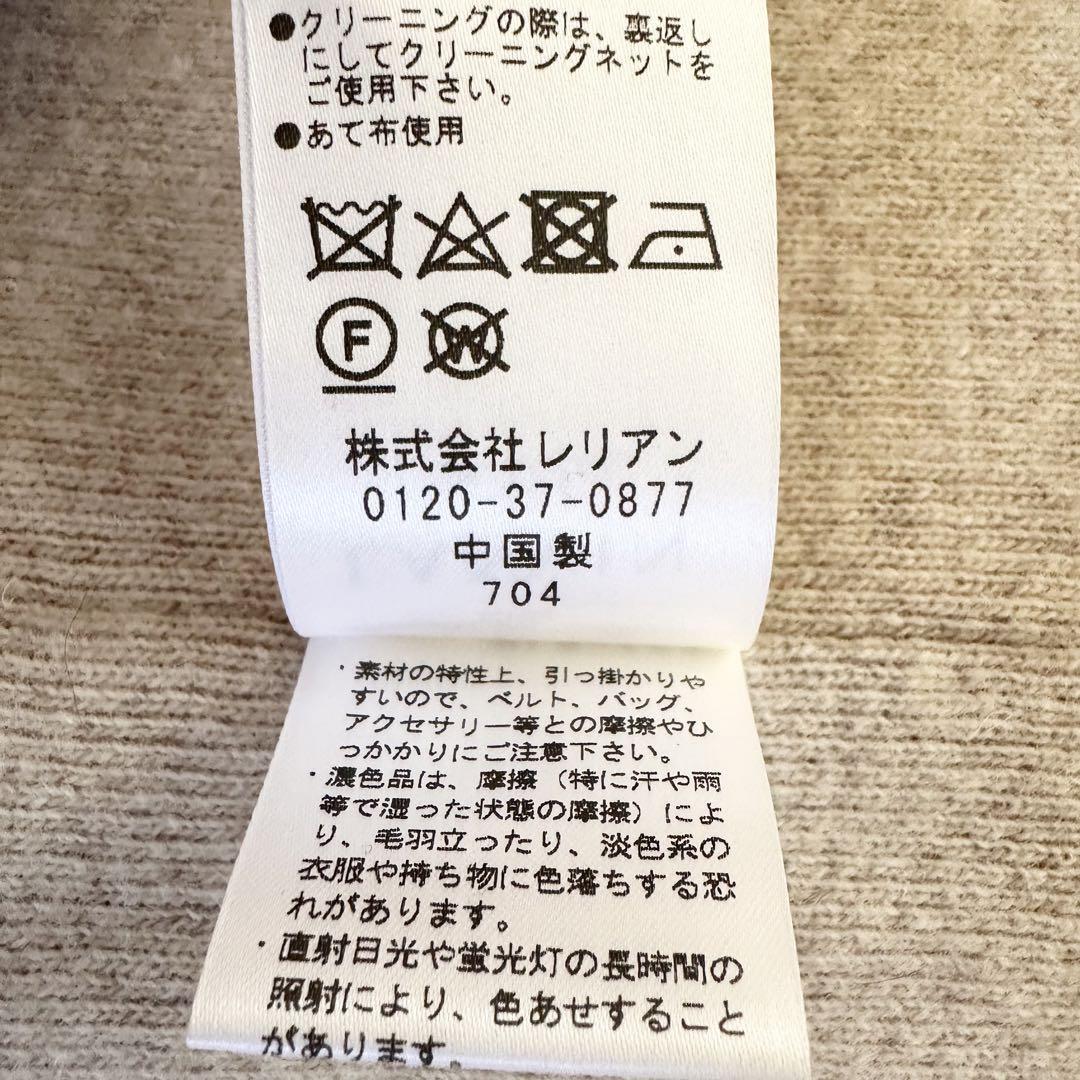 ●クリーニングの際は、裏返し
にしてクリーニングネットを
ご使用下さい。
●あて布使用
F W
株式会社レリアン
0120-37-0877
中国製
704
・素材の特性上、引っ掛かりや
すいので、ベルト、バッグ、
アクセサリー等との摩擦やひ
っかかりにご注意下さい。
・濃色品は、摩擦（特に汗や雨
等で湿った状態の摩擦）によ
り、毛羽立ったり、淡色系の
衣服や持ち物に色落ちする恐
れがあります。
・直射日光や蛍光灯の長時間の
照射により、色あせすること
があります。